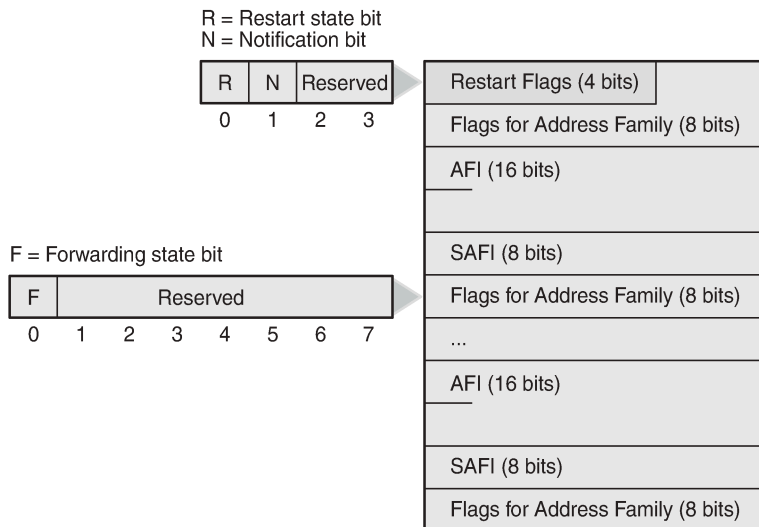 R = Restart state bit
N = Notification bit
R N Reserved
0 1 2 3
Restart Flags (4 bits)
Flags for Address Family (8 bits)
AFI (16 bits)
F = Forwarding state bit
F Reserved
0 1 2 3 4 5 6 7
SAFI (8 bits)
Flags for Address Family (8 bits)
...
AFI (16 bits)
SAFI (8 bits)
Flags for Address Family (8 bits)